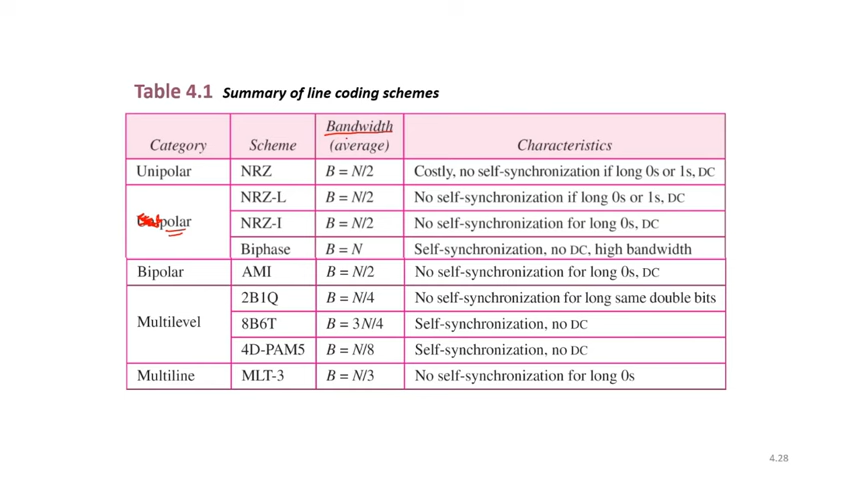 Table 4.1 Summary of line coding schemes
Category Scheme Bandwidth (average) Characteristics
Unipolar NRZ B = N/2 Costly, no self-synchronization if long 0s or 1s, DC
NRZ-L B = N/2 No self-synchronization if long 0s or 1s, DC
polar NRZ-I B = N/2 No self-synchronization for long 0s, DC
Biphase B = N Self-synchronization, no DC, high bandwidth
Bipolar AMI B = N/2 No self-synchronization for long 0s, DC
2B1Q B = N/4 No self-synchronization for long same double bits
Multilevel 8B6T B = 3N/4 Self-synchronization, no DC
4D-PAM5 B = N/8 Self-synchronization, no DC
Multiline MLT-3 B = N/3 No self-synchronization for long 0s
4.28